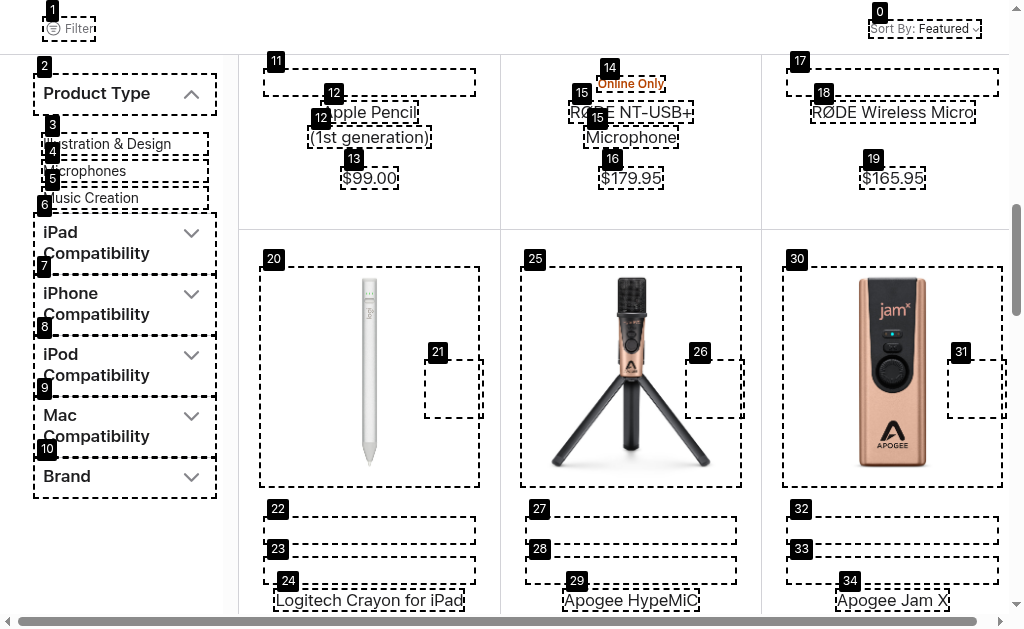 1
Filter
0
Sort By: Featured
2
Product Type
3
Illustration & Design
4
Microphones
5
Music Creation
6
iPad
Compatibility
7
iPhone
Compatibility
8
iPod
Compatibility
9
Mac
Compatibility
10
Brand
11
12
Apple Pencil
12
(1st generation)
13
$99.00
14
Online Only
15
RØDE NT-USB+
15
Microphone
16
$179.95
17
18
RØDE Wireless Micro
19
$165.95
20
21
22
23
24
Logitech Crayon for iPad
25
26
APOGEE
27
28
29
Apogee HypeMiC
30
jam x
APOGEE
31
32
33
34
Apogee Jam X